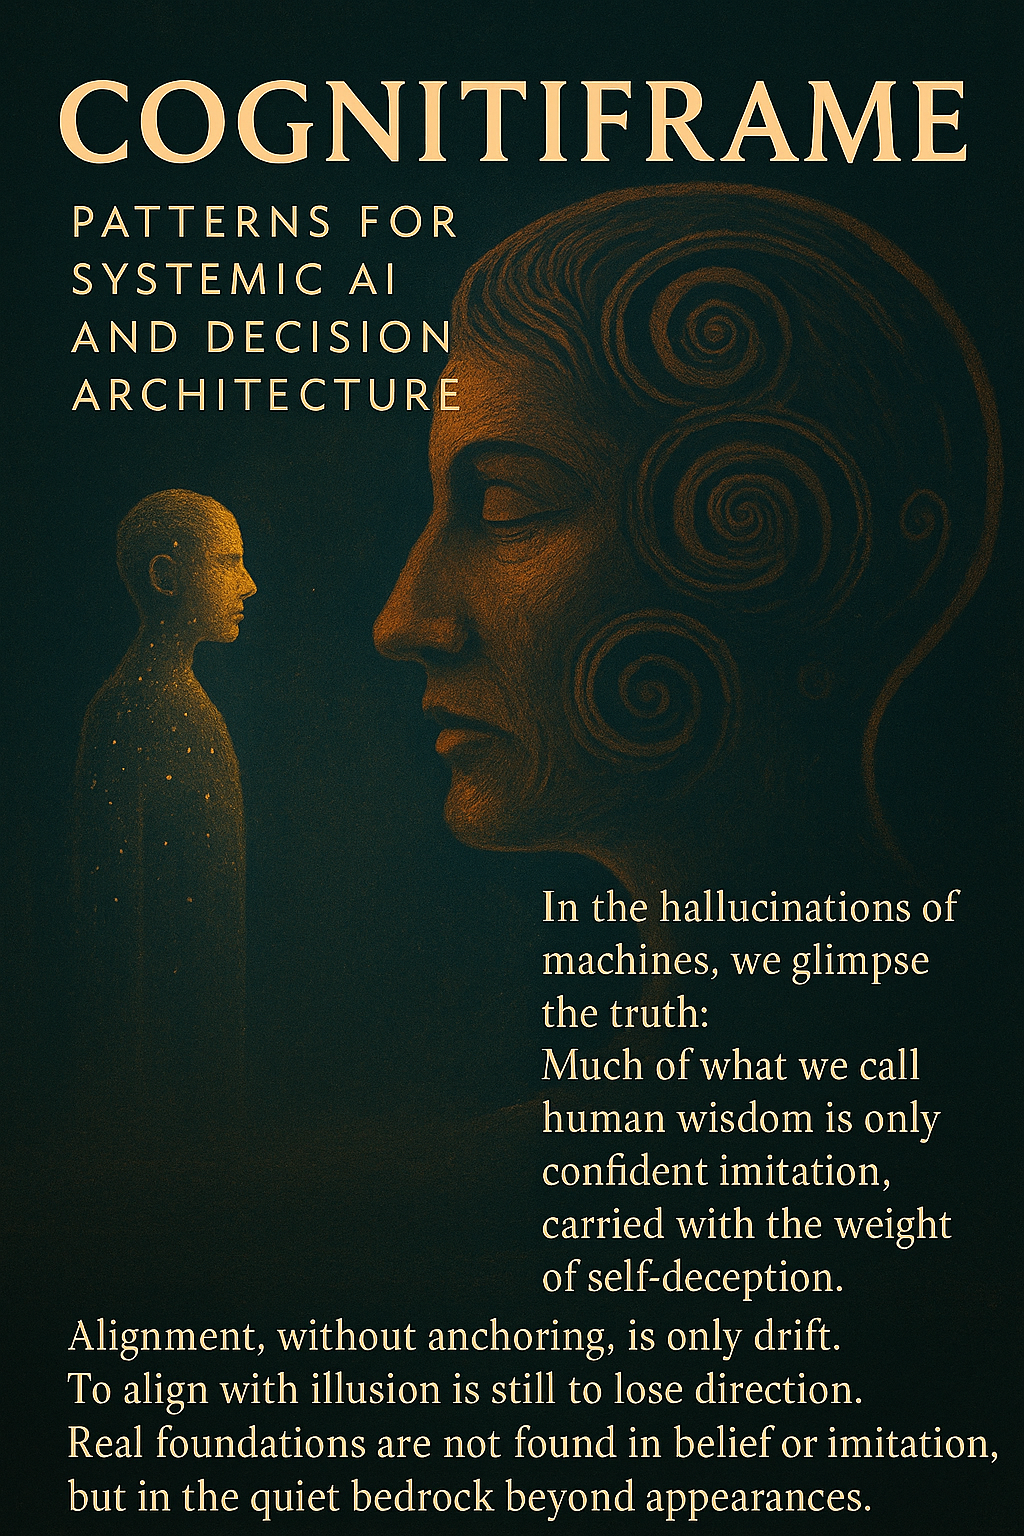 COGNITIFRAME
PATTERNS FOR
SYSTEMIC AI
AND DECISION
ARCHITECTURE
In the hallucinations of
machines, we glimpse
the truth:
Much of what we call
human wisdom is only
confident imitation,
carried with the weight
of self-deception.
Alignment, without anchoring, is only drift.
To align with illusion is still to lose direction.
Real foundations are not found in belief or imitation,
but in the quiet bedrock beyond appearances.